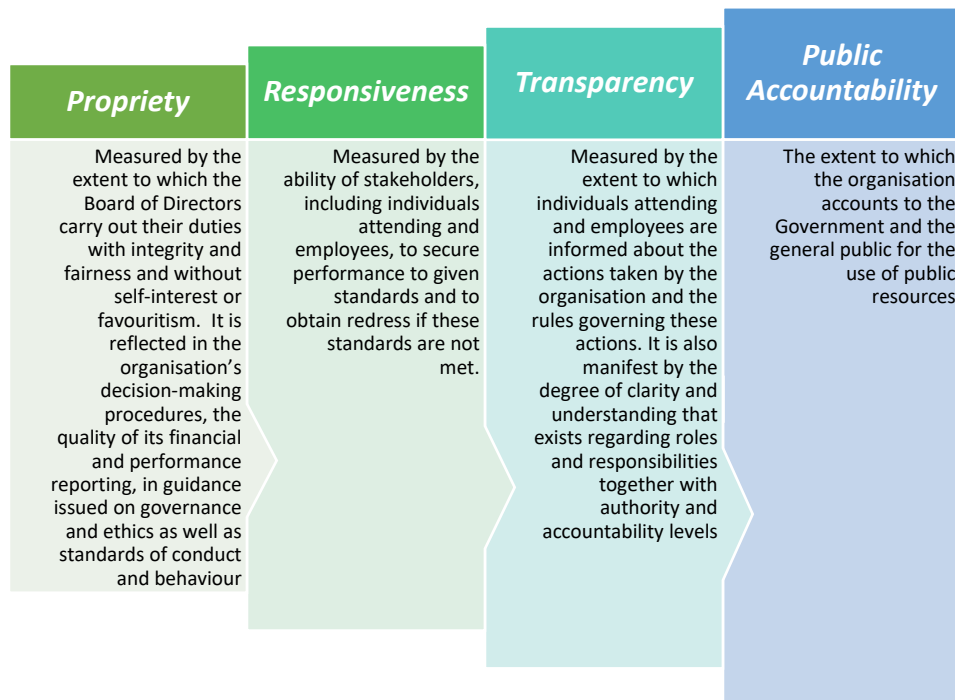 Propriety
Measured by the
extent to which the
Board of Directors
carry out their duties
with integrity and
fairness and without
self-interest or
favouritism.  It is
reflected in the
organisation’s
decision-making
procedures, the
quality of its financial
and performance
reporting, in guidance
issued on governance
and ethics as well as
standards of conduct
and behaviour
Responsiveness
Measured by the
ability of stakeholders,
including individuals
attending and
employees, to secure
performance to given
standards and to
obtain redress if these
standards are not
met.
Transparency
Measured by the
extent to which
individuals attending
and employees are
informed about the
actions taken by the
organisation and the
rules governing these
actions. It is also
manifest by the
degree of clarity and
understanding that
exists regarding roles
and responsibilities
together with
authority and
accountability levels
Public
Accountability
The extent to which
the organisation
accounts to the
Government and the
general public for the
use of public
resources